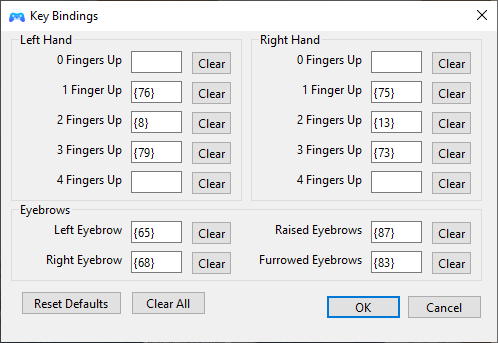 Key Bindings
Left Hand
0 Fingers Up Clear
1 Finger Up {76} Clear
2 Fingers Up {8} Clear
3 Fingers Up {79} Clear
4 Fingers Up Clear
Right Hand
0 Fingers Up Clear
1 Finger Up {75} Clear
2 Fingers Up {13} Clear
3 Fingers Up {73} Clear
4 Fingers Up Clear
Eyebrows
Left Eyebrow {65} Clear Raised Eyebrows {87} Clear
Right Eyebrow {68} Clear Furrowed Eyebrows {83} Clear
Reset Defaults Clear All OK Cancel